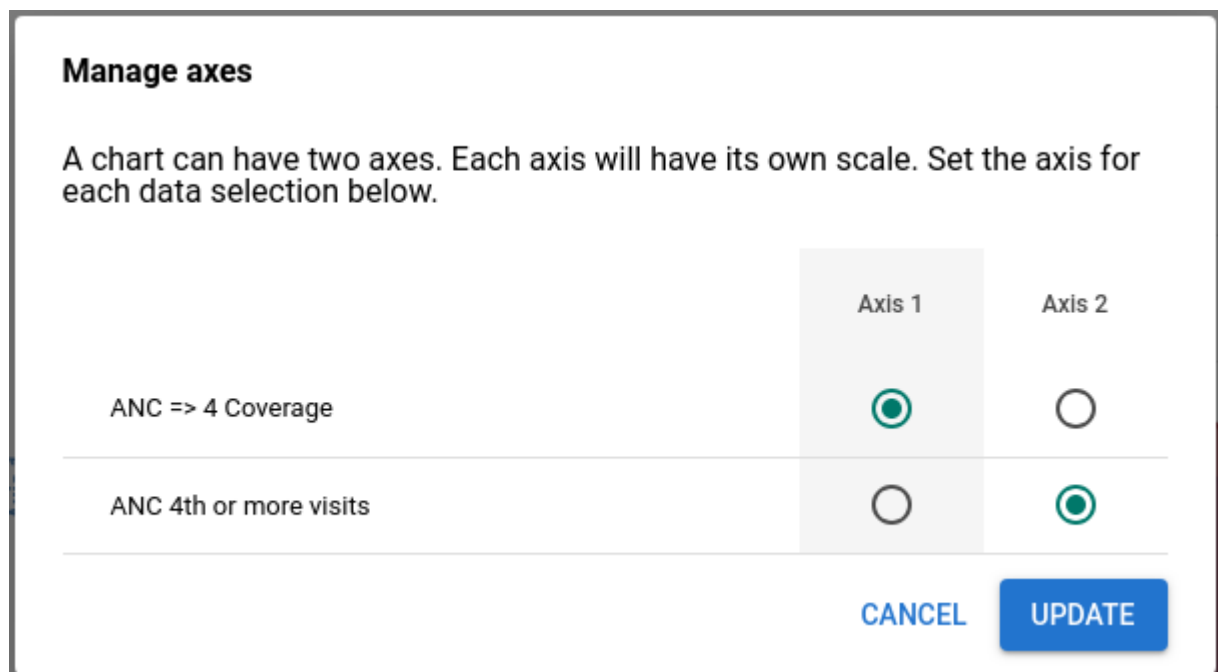 Manage axes
A chart can have two axes. Each axis will have its own scale. Set the axis for
each data selection below.
Axis 1 Axis 2
ANC => 4 Coverage
ANC 4th or more visits
CANCEL UPDATE